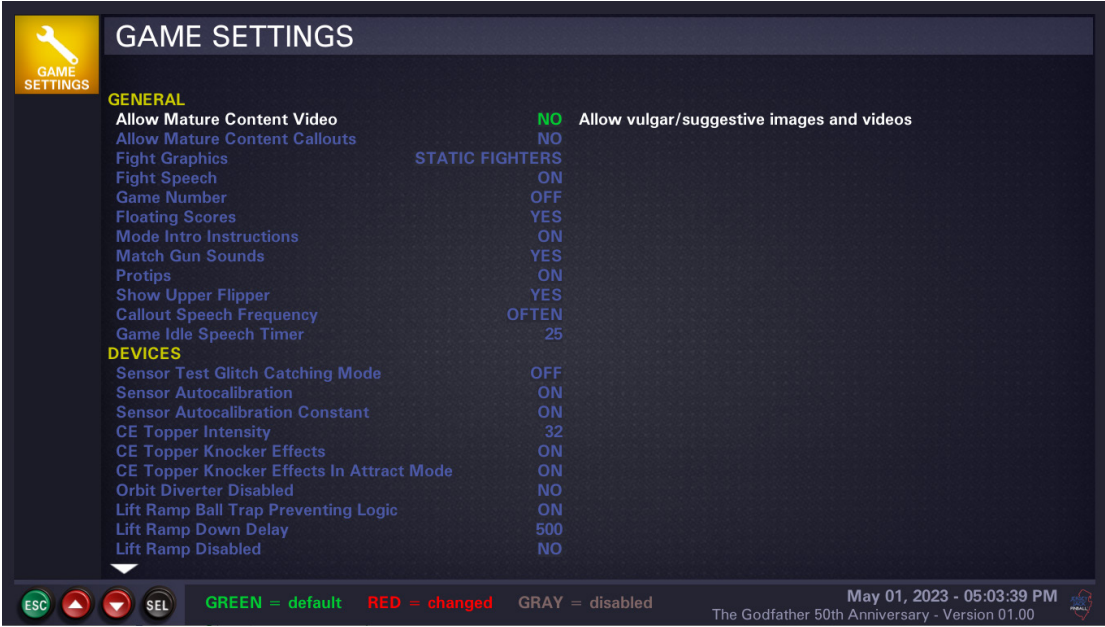 GAME SETTINGS
GAME
SETTINGS
GENERAL
Allow Mature Content Video NO Allow vulgar/suggestive images and videos
Allow Mature Content Callouts NO
Fight Graphics STATIC FIGHTERS
Fight Speech ON
Game Number OFF
Floating Scores YES
Mode Intro Instructions ON
Match Gun Sounds YES
Protips ON
Show Upper Flipper YES
Callout Speech Frequency OFTEN
Game Idle Speech Timer 25
DEVICES
Sensor Test Glitch Catching Mode OFF
Sensor Autocalibration ON
Sensor Autocalibration Constant ON
CE Topper Intensity 32
CE Topper Knocker Effects ON
CE Topper Knocker Effects In Attract Mode ON
Orbit Diverter Disabled NO
Lift Ramp Ball Trap Preventing Logic ON
Lift Ramp Down Delay 500
Lift Ramp Disabled NO
ESC SEL GREEN = default RED = changed GRAY = disabled
May 01, 2023 - 05:03:39 PM
The Godfather 50th Anniversary - Version 01.00